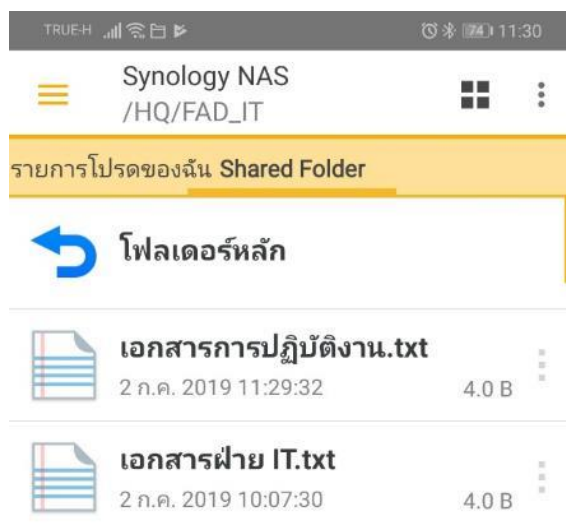 TRUE-H 74 11:30
Synology NAS
/HQ/FAD_IT
รายการโปรดของฉัน Shared Folder
โฟลเดอร์หลัก
เอกสารการปฏิบัติงาน.txt
2 ก.ค. 2019 11:29:32 4.0 B
เอกสารฝ่าย IT.txt
2 ก.ค. 2019 10:07:30 4.0 B